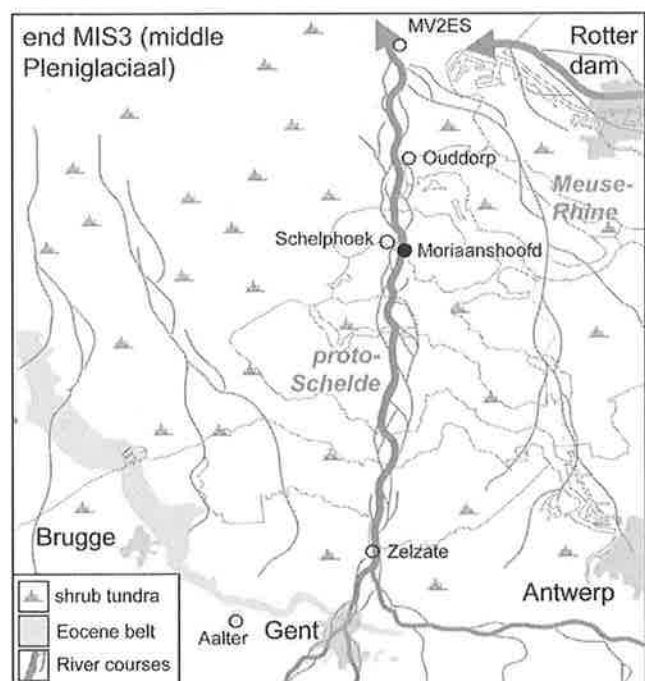 end MIS3 (middle
Pleniglaciaal)
MV2ES
Rotter
dam
Ouddorp
Meuse-
Rhine
Schelphoek
Moriaanshoofd
proto-
Schelde
Brugge
Zelzate
Antwerp
Gent
Aalter
shrub tundra
Eocene belt
River courses